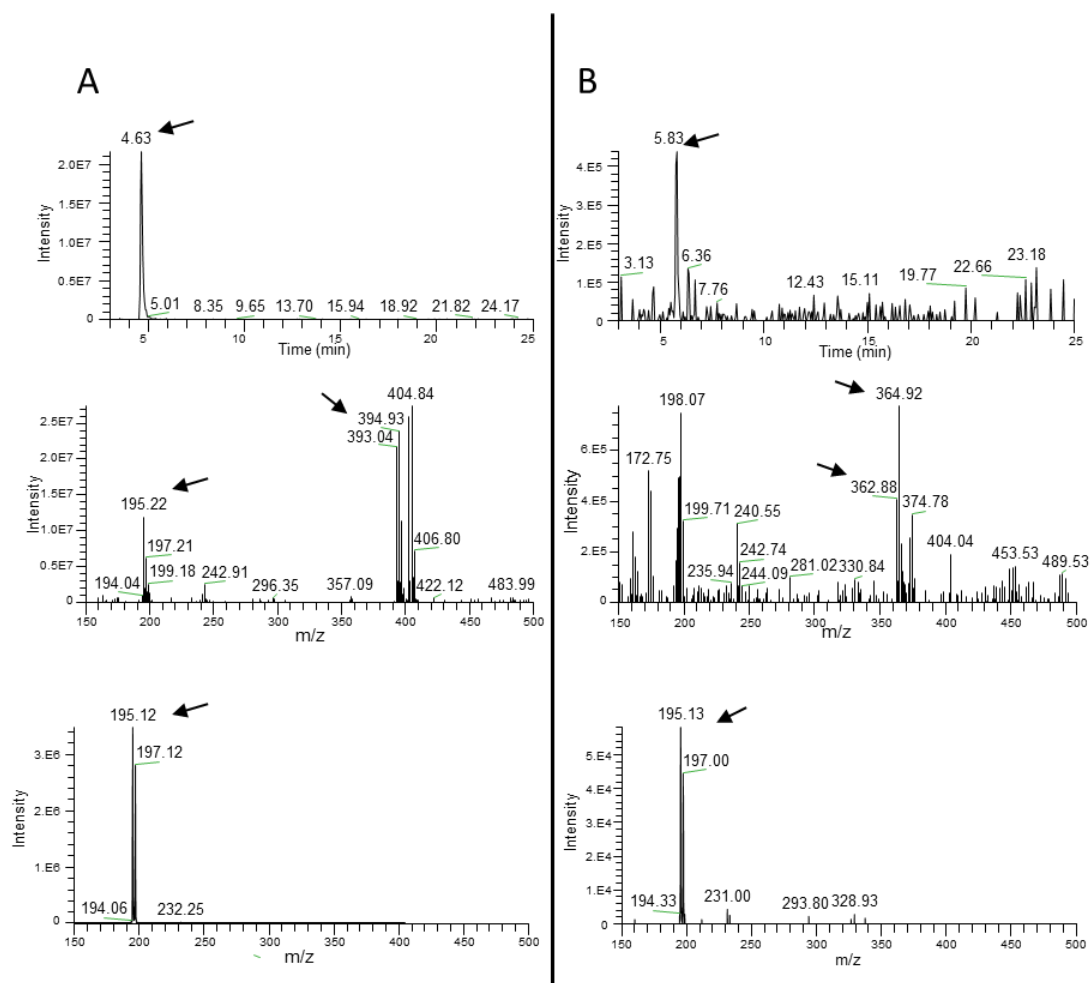 A
4.63
2.0E7
1.5E7
1.0E7
0.5E7
0
Intensity
5.01 8.35 9.65 13.70 15.94 18.92 21.82 24.17
5 10 15 20 25
Time (min)
404.84
394.93
393.04
2.5E7
2.0E7
1.5E7
1.0E7
0.5E7
0
Intensity
195.22
197.21
199.18
194.04
242.91
296.35
357.09
406.80
422.12
483.99
150 200 250 300 350 400 450 500
m/z
195.12
197.12
3.E6
2.E6
1.E6
0
Intensity
194.06
232.25
150 200 250 300 350 400 450 500
m/z
B
5.83
4.E5
3.E5
2.E5
1.E5
0
Intensity
3.13
6.36
7.76
12.43
15.11
19.77
22.66
23.18
5 10 15 20 25
Time (min)
364.92
198.07
6.E5
4.E5
2.E5
0
Intensity
172.75
362.88
374.78
199.71
240.55
242.74
235.94
244.09
281.02
330.84
404.04
453.53
489.53
150 200 250 300 350 400 450 500
m/z
195.13
197.00
5.E4
4.E4
3.E4
2.E4
1.E4
0
Intensity
194.33
231.00
293.80
328.93
150 200 250 300 350 400 450 500
m/z